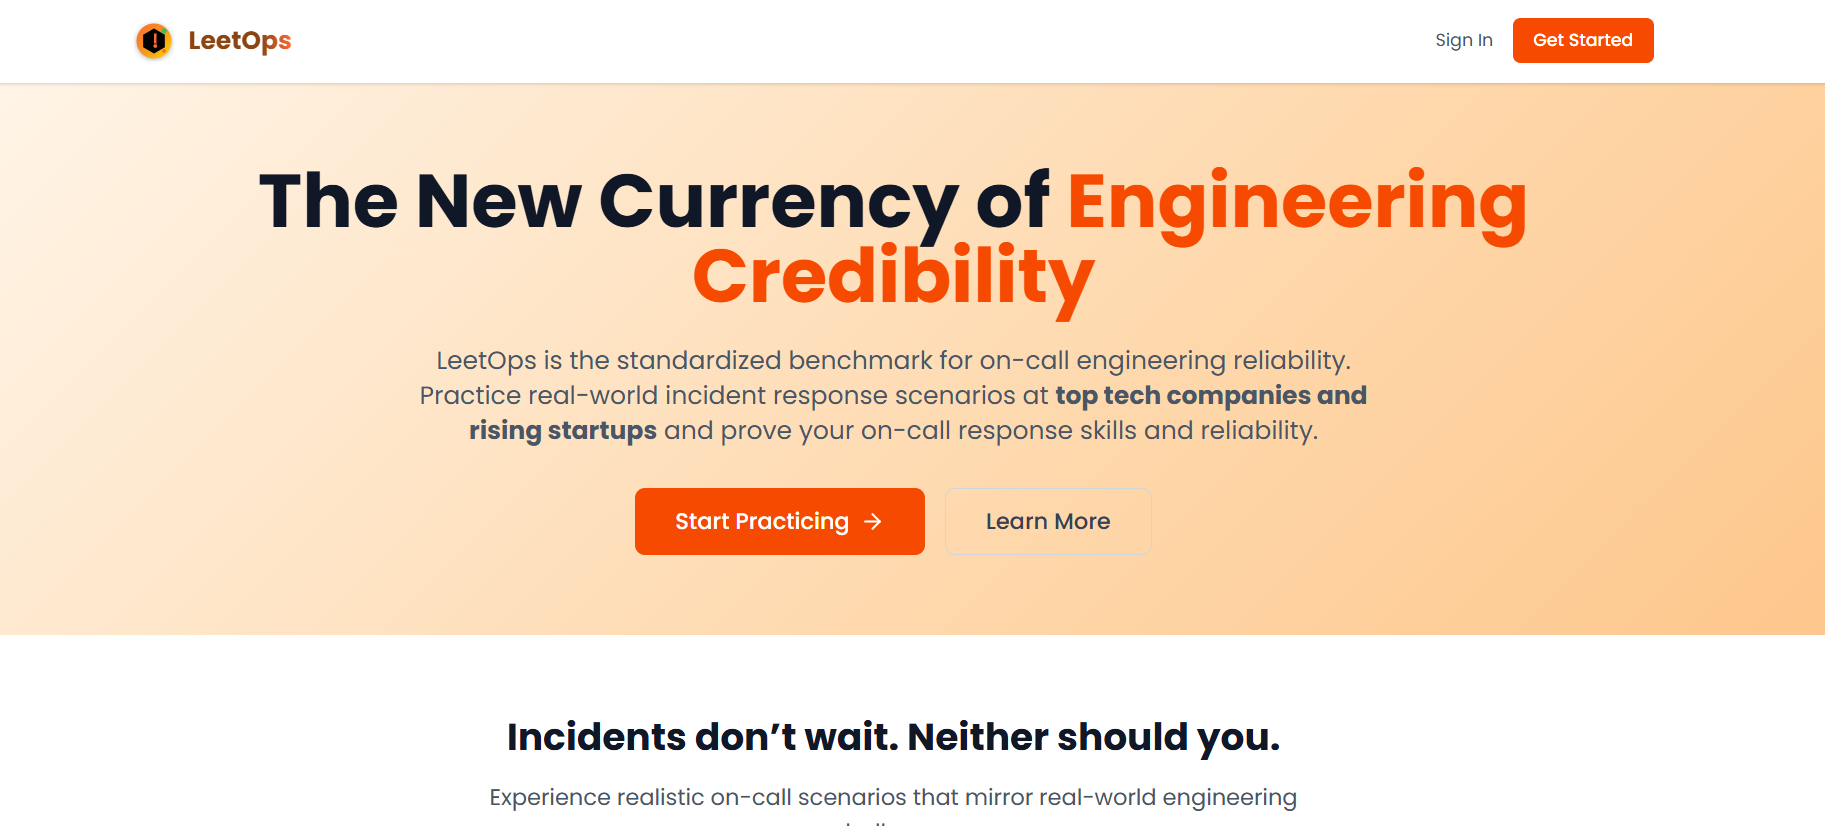 LeetOps
Sign In
Get Started
The New Currency of Engineering
Credibility
LeetOps is the standardized benchmark for on-call engineering reliability.
Practice real-world incident response scenarios at top tech companies and
rising startups and prove your on-call response skills and reliability.
Start Practicing →
Learn More
Incidents don’t wait. Neither should you.
Experience realistic on-call scenarios that mirror real-world engineering